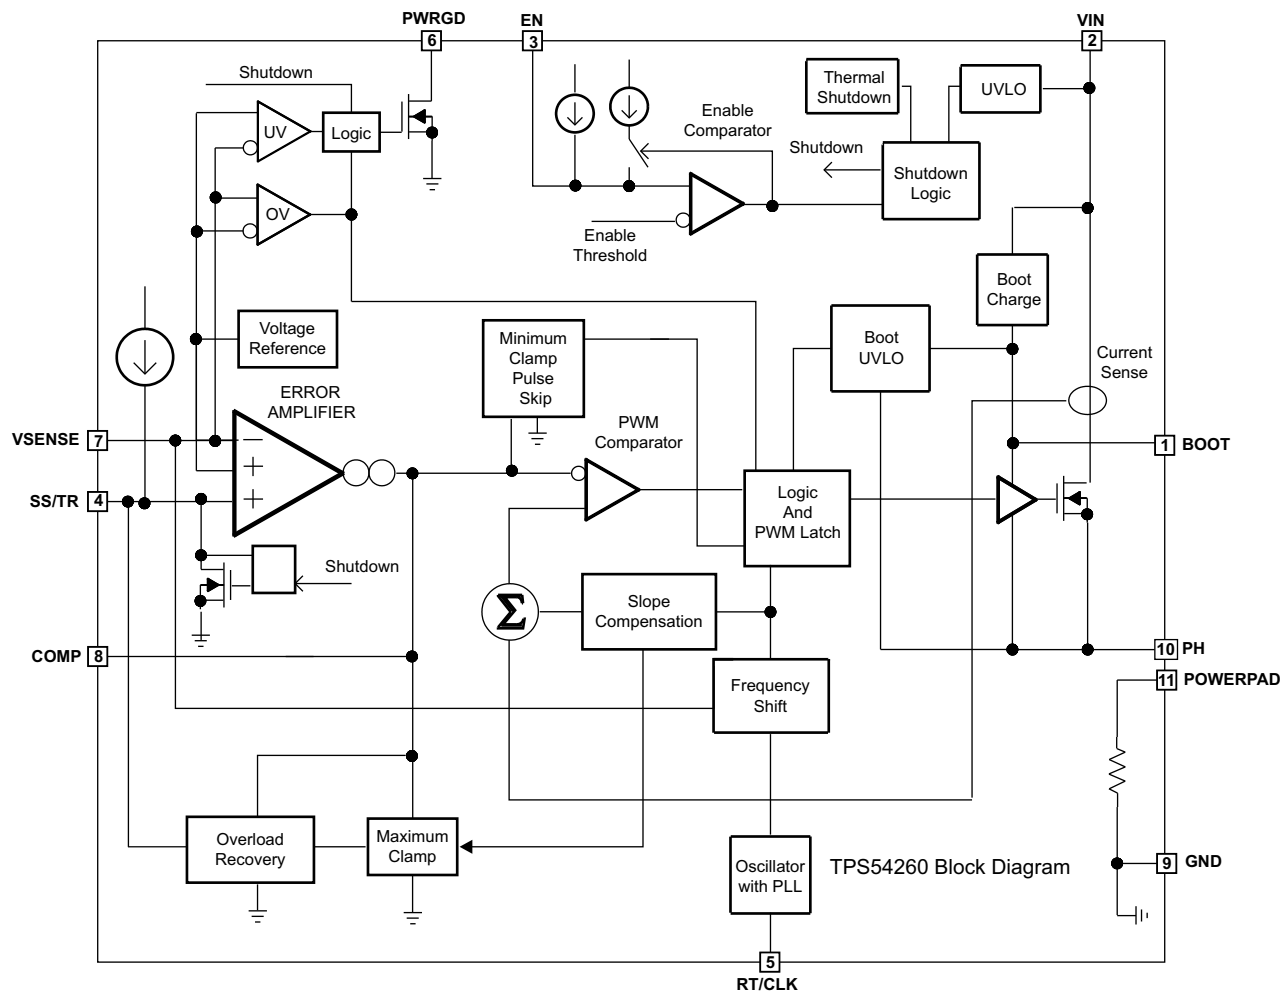 PWRGD
EN
VIN
6
3
2
Shutdown
UV
Logic
OV
Enable
Comparator
Thermal
Shutdown
UVLO
Shutdown
Shutdown
Logic
Enable
Threshold
Boot
Charge
Voltage
Reference
Minimum
Clamp
Pulse
Skip
Boot
UVLO
Current
Sense
ERROR
AMPLIFIER
PWM
Comparator
VSENSE
7
−
+
+
1
BOOT
SS/TR
4
Logic
And
PWM Latch
Shutdown
Σ
Slope
Compensation
COMP
8
10
PH
11
POWERPAD
Frequency
Shift
Overload
Recovery
Maximum
Clamp
Oscillator
with PLL
TPS54260 Block Diagram
9
GND
5
RT/CLK